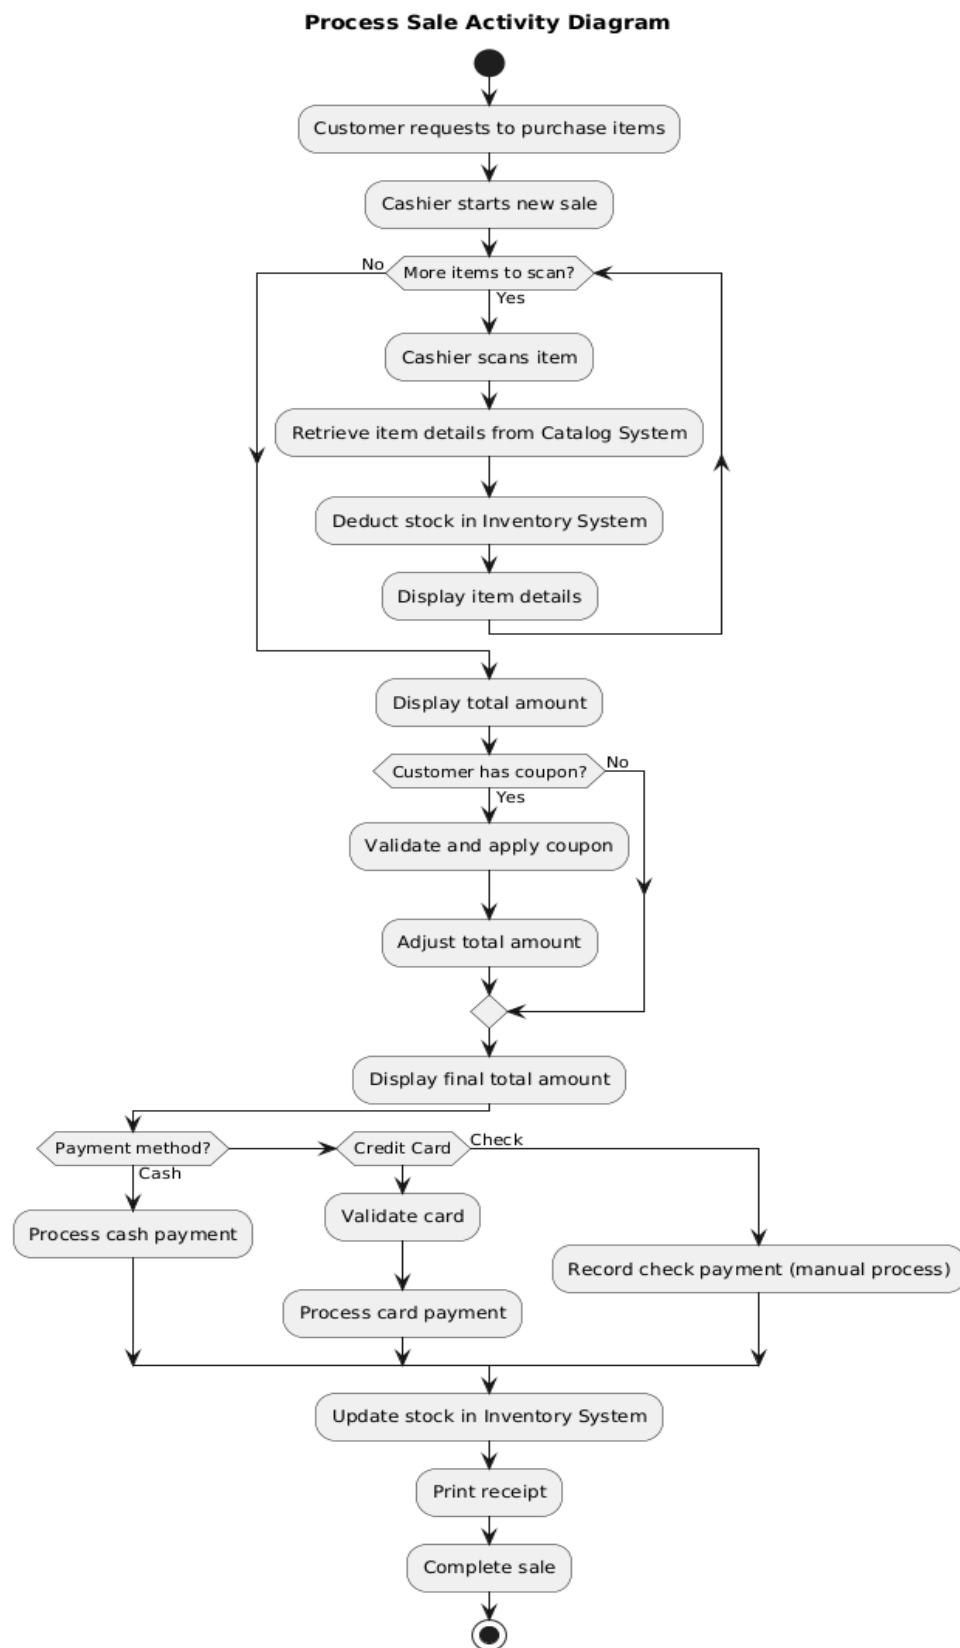 Process Sale Activity Diagram
Customer requests to purchase items
Cashier starts new sale
No
More items to scan?
Yes
Cashier scans item
Retrieve item details from Catalog System
Deduct stock in Inventory System
Display item details
Display total amount
Customer has coupon?
No
Yes
Validate and apply coupon
Adjust total amount
Display final total amount
Payment method?
Credit Card
Check
Cash
Validate card
Process cash payment
Record check payment (manual process)
Process card payment
Update stock in Inventory System
Print receipt
Complete sale